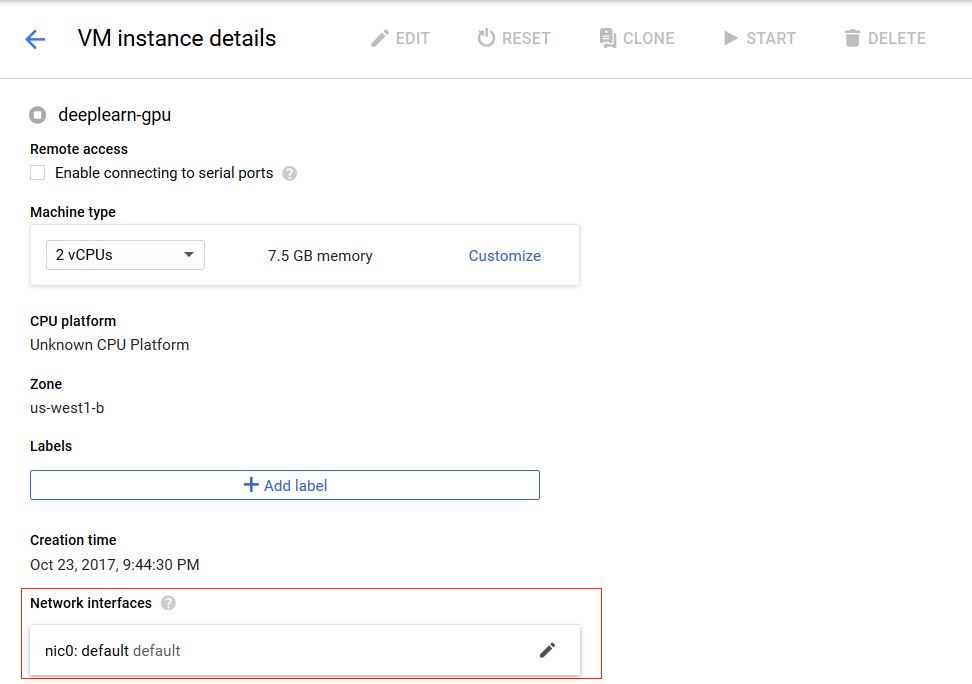 VM instance details EDIT RESET CLONE START DELETE
deeplearn-gpu
Remote access
Enable connecting to serial ports ?
Machine type
2 vCPUs 7.5 GB memory Customize
CPU platform
Unknown CPU Platform
Zone
us-west1-b
Labels
+ Add label
Creation time
Oct 23, 2017, 9:44:30 PM
Network interfaces ?
nic0: default default